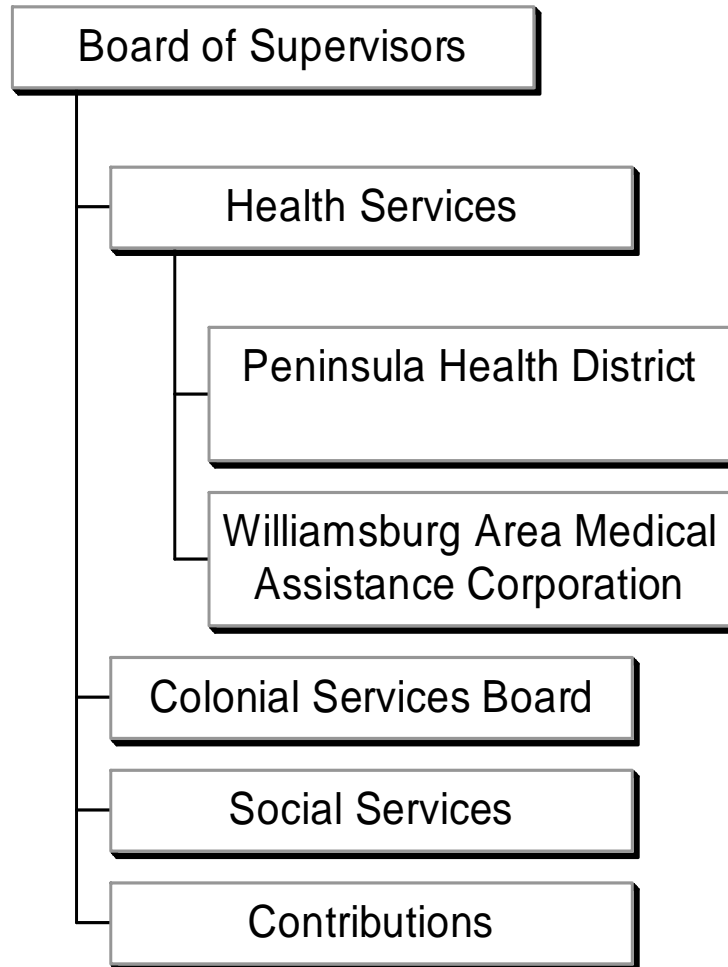 Board of Supervisors
Health Services
Peninsula Health District
Williamsburg Area Medical
Assistance Corporation
Colonial Services Board
Social Services
Contributions